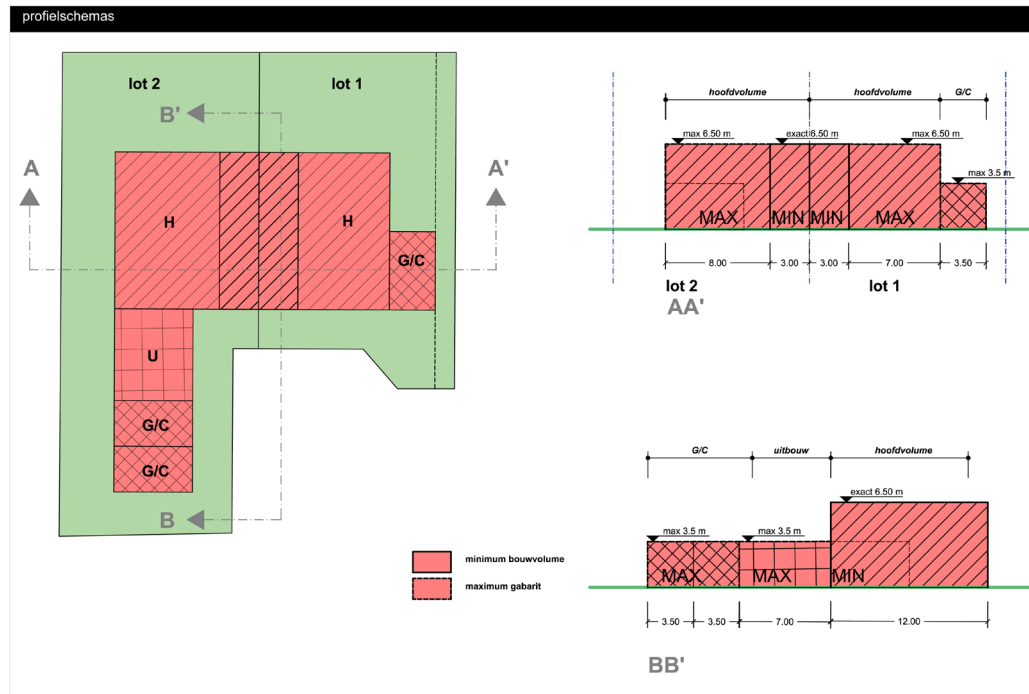 profielschemas
lot 2
lot 1
B'
A
A'
H
H
G/C
U
G/C
G/C
B
minimum bouwvolume
maximum gabarit
hoofdvolume
hoofdvolume
G/C
max 6.50 m
exact 6.50 m
max 6.50 m
max 3.5 m
MAX
MIN
MIN
MAX
8.00
3.00
3.00
7.00
3.50
lot 2
lot 1
AA'
G/C
uitbouw
hoofdvolume
exact 6.50 m
max 3.5 m
max 3.5 m
MAX
MAX
MIN
3.50
3.50
7.00
12.00
BB'